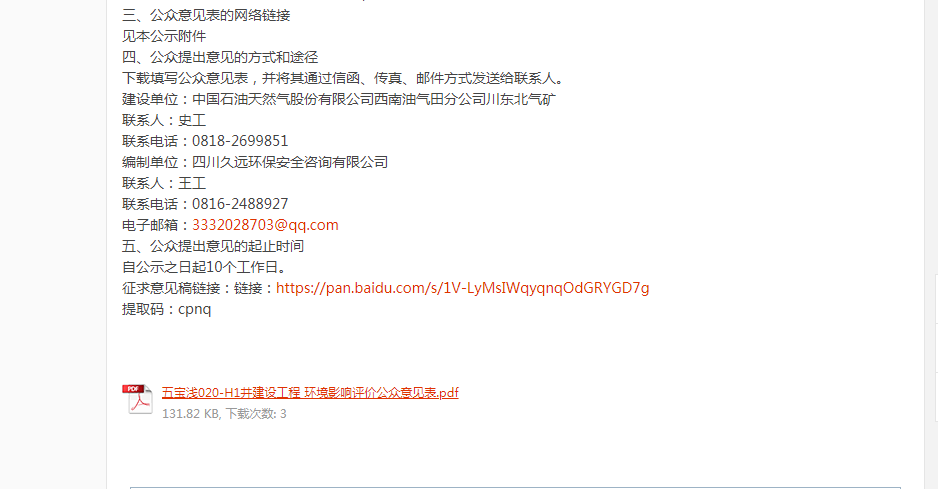 三、公众意见表的网络链接
见本公示附件
四、公众提出意见的方式和途径
下载填写公众意见表，并将其通过信函、传真、邮件方式发送给联系人。
建设单位：中国石油天然气股份有限公司西南油气田分公司川东北气矿
联系人：史工
联系电话：0818-2699851
编制单位：四川久远环保安全咨询有限公司
联系人：王工
联系电话：0816-2488927
电子邮箱：3332028703@qq.com
五、公众提出意见的起止时间
自公示之日起10个工作日。
征求意见稿链接：链接：https://pan.baidu.com/s/1V-LyMsIWqyqnqOdGRYGD7g
提取码：cpnq
PDF
五宝浅020-H1井建设工程 环境影响评价公众意见表.pdf
131.82 KB, 下载次数: 3